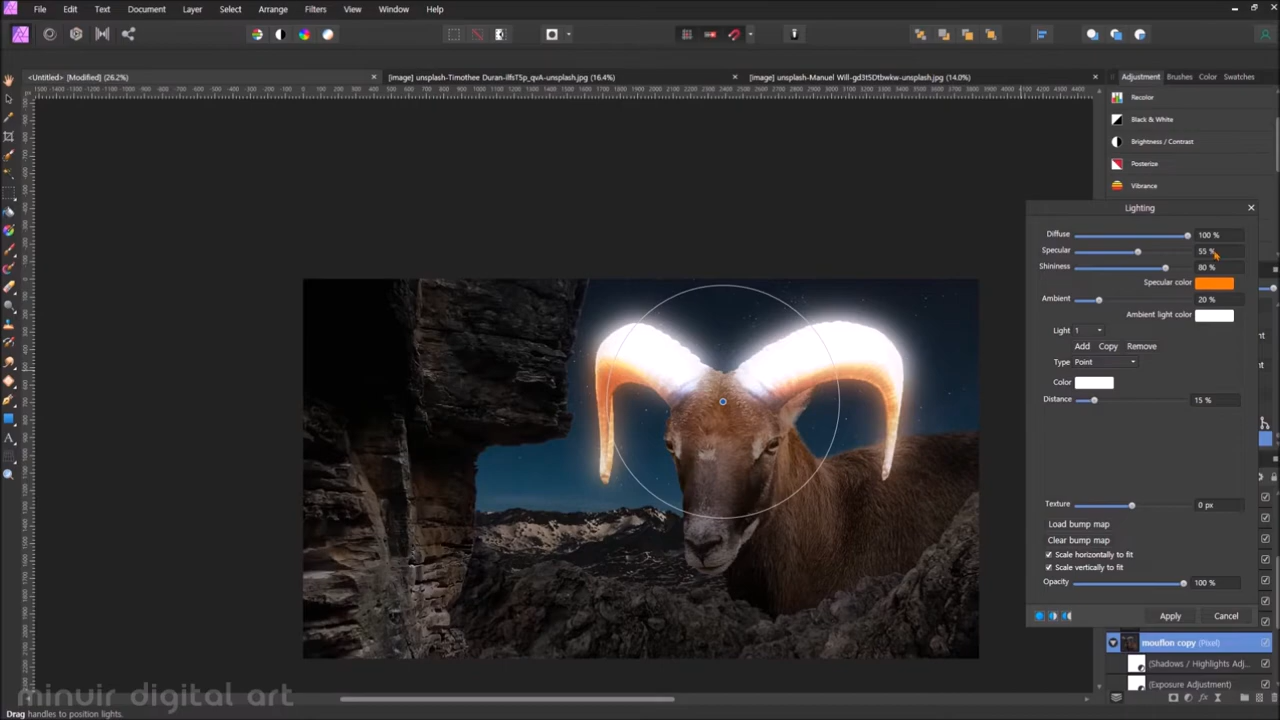 File Edit Text Document Layer Select Arrange Filters View Window Help
<Untitled> [Modified] (26.2%)
[image] unsplash-Timothee Duran-ilfsT5p_qvA-unsplash.jpg (16.4%)
[image] unsplash-Manuel Will-gd3t5Dtbwkw-unsplash.jpg (14.0%)
Adjustment Brushes Color Swatches
Recolor
Black & White
Brightness / Contrast
Posterize
Vibrance
Lighting
Diffuse 100 %
Specular 55 %
Shininess 80 %
Specular color
Ambient 20 %
Ambient light color
Light 1
Add Copy Remove
Type Point
Color
Distance 15 %
Texture 0 px
Load bump map
Clear bump map
Scale horizontally to fit
Scale vertically to fit
Opacity 100 %
Apply Cancel
mouflon copy (Pixel)
(Shadows / Highlights Adj...
(Exposure Adjustment)
minuir digital art
Drag handles to position lights.